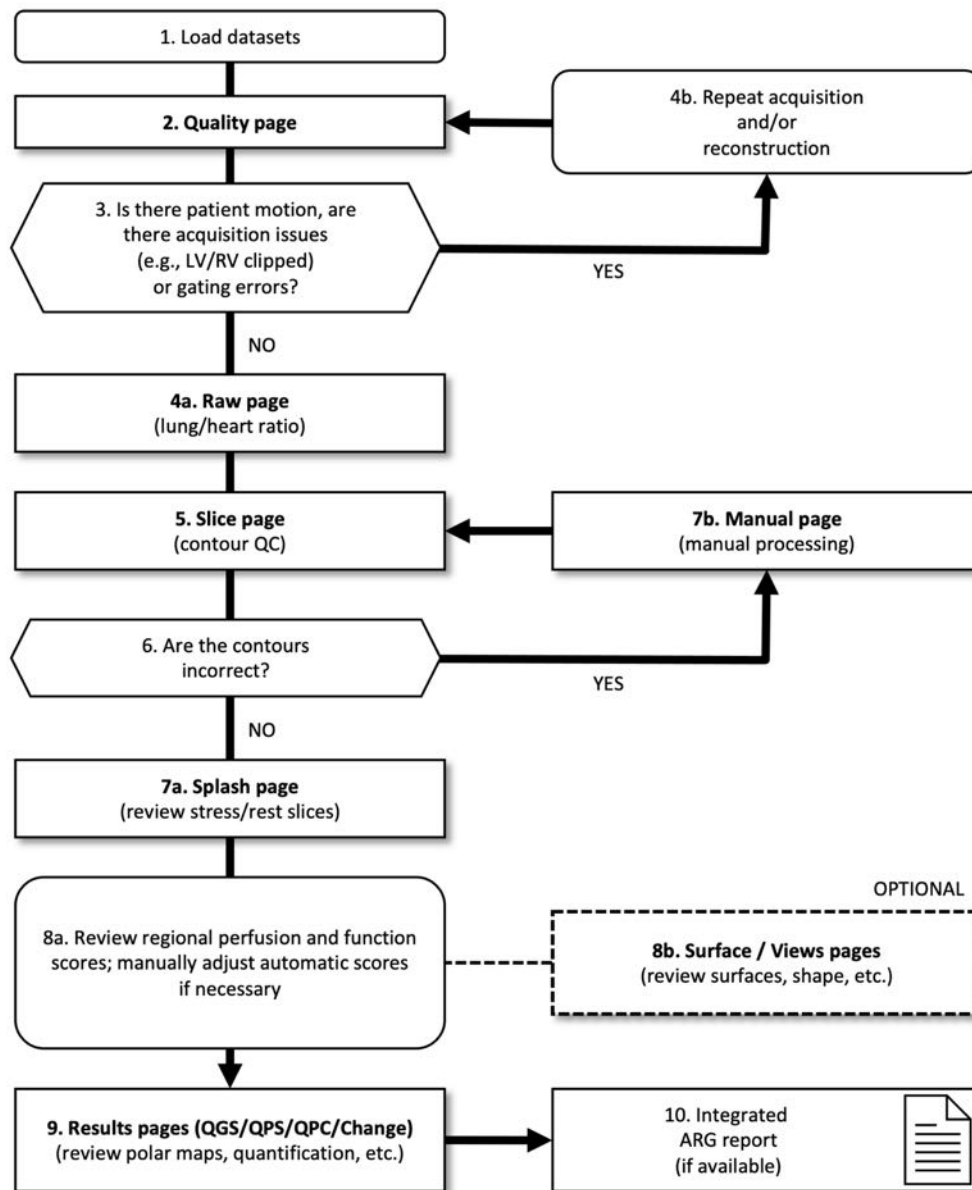 1. Load datasets
2. Quality page
4b. Repeat acquisition
and/or
reconstruction
3. Is there patient motion, are
there acquisition issues
(e.g., LV/RV clipped)
or gating errors?
YES
NO
4a. Raw page
(lung/heart ratio)
5. Slice page
(contour QC)
7b. Manual page
(manual processing)
6. Are the contours
incorrect?
YES
NO
7a. Splash page
(review stress/rest slices)
OPTIONAL
8a. Review regional perfusion and function
scores; manually adjust automatic scores
if necessary
8b. Surface / Views pages
(review surfaces, shape, etc.)
9. Results pages (QGS/QPS/QPC/Change)
(review polar maps, quantification, etc.)
10. Integrated
ARG report
(if available)